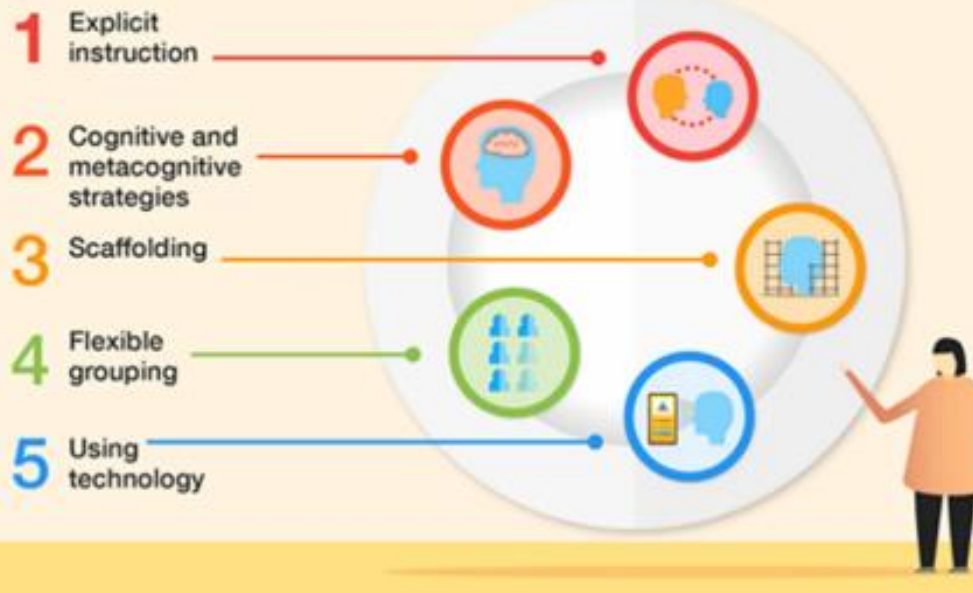 1 Explicit
instruction
2 Cognitive and
metacognitive
strategies
3 Scaffolding
4 Flexible
grouping
5 Using
technology